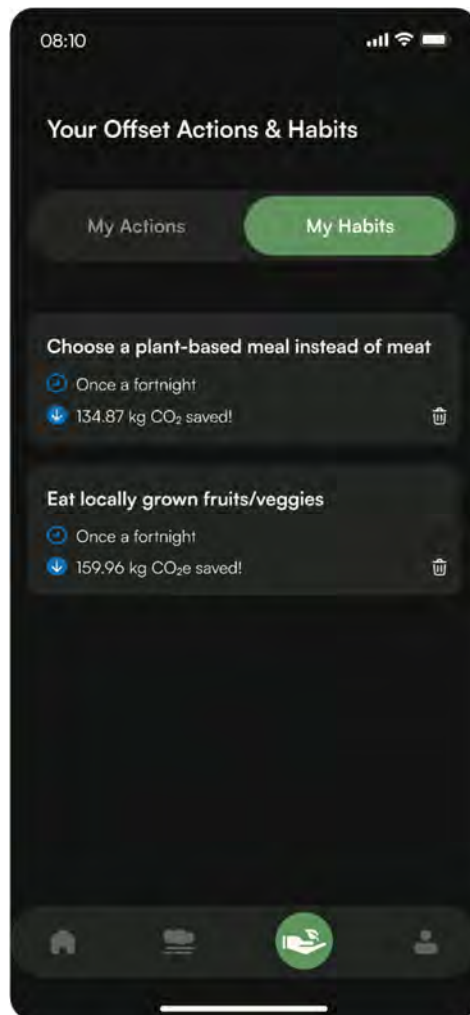 08:10
Your Offset Actions & Habits
My Actions
My Habits
Choose a plant-based meal instead of meat
Once a fortnight
134.87 kg CO₂ saved!
Eat locally grown fruits/veggies
Once a fortnight
159.96 kg CO₂e saved!